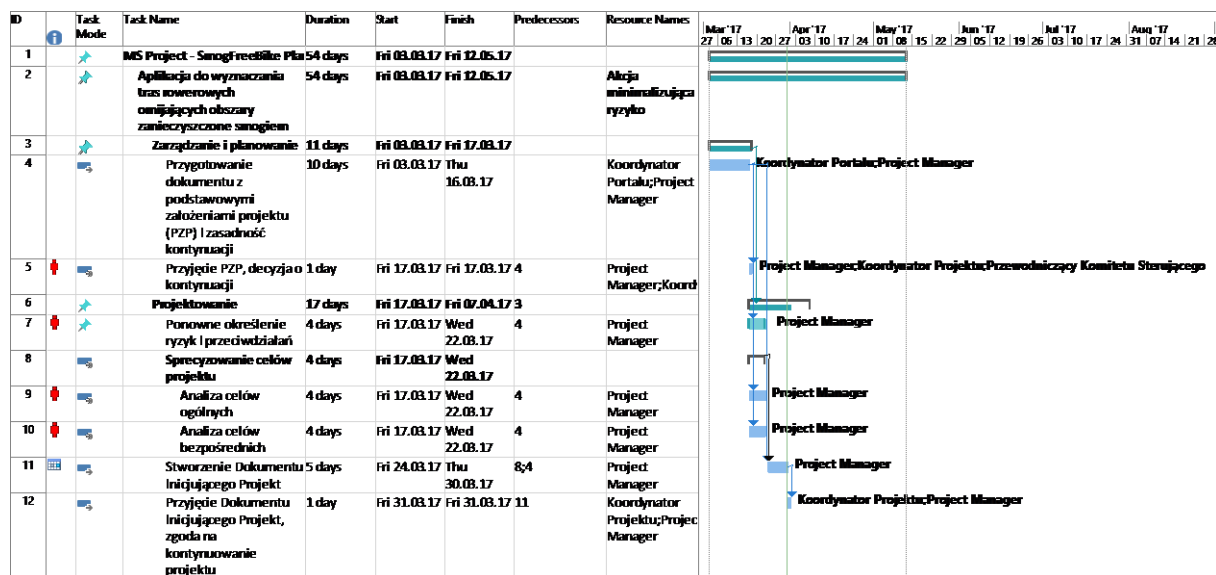 ID Task Mode Task Name Duration Start Finish Predecessors Resource Names
Mar '17 Apr '17 May '17 Jun '17 Jul '17 Aug '17
27 06 13 20 27 03 10 17 24 01 08 15 22 29 05 12 19 26 03 10 17 24 31 07 14 21 28
1 MS Project - SmogFreeBike Plan 54 days Fri 03.03.17 Fri 12.05.17
2 Aplikacja do wyznaczania 54 days Fri 03.03.17 Fri 12.05.17 Akcja
tras rowerowych minimalizująca
omijających obszary ryzyko
zanieczyszczone smogiem
3 Zarządzanie i planowanie 11 days Fri 03.03.17 Fri 17.03.17
4 Przygotowanie 10 days Fri 03.03.17 Thu Koordynator Koordynator Portalu;Project Manager
dokumentu z 16.03.17 Portalu;Project
podstawowymi Manager
założeniami projektu
(PZP) i zasadność
kontynuacji
5 Przyjęcie PZP, decyzja o 1 day Fri 17.03.17 Fri 17.03.17 4 Project Project Manager;Koordynator Projektu;Przewodniczący Komitetu Sterującego
kontynuacji Manager;Koord
6 Projektowanie 17 days Fri 17.03.17 Fri 07.04.17 3
7 Ponowne określenie 4 days Fri 17.03.17 Wed 4 Project Project Manager
ryzyk i przeciwdziałań 22.03.17 Manager
8 Sprecyzowanie celów 4 days Fri 17.03.17 Wed
projektu 22.03.17
9 Analiza celów 4 days Fri 17.03.17 Wed 4 Project Project Manager
ogólnych 22.03.17 Manager
10 Analiza celów 4 days Fri 17.03.17 Wed 4 Project Project Manager
bezpośrednich 22.03.17 Manager
11 Stworzenie Dokumentu 5 days Fri 24.03.17 Thu 8;4 Project Project Manager
Inicjującego Projekt 30.03.17 Manager
12 Przyjęcie Dokumentu 1 day Fri 31.03.17 Fri 31.03.17 11 Koordynator Koordynator Projektu;Project Manager
Inicjującego Projekt, Projektu;Projec
zgoda na Manager
kontynuowanie
projektu